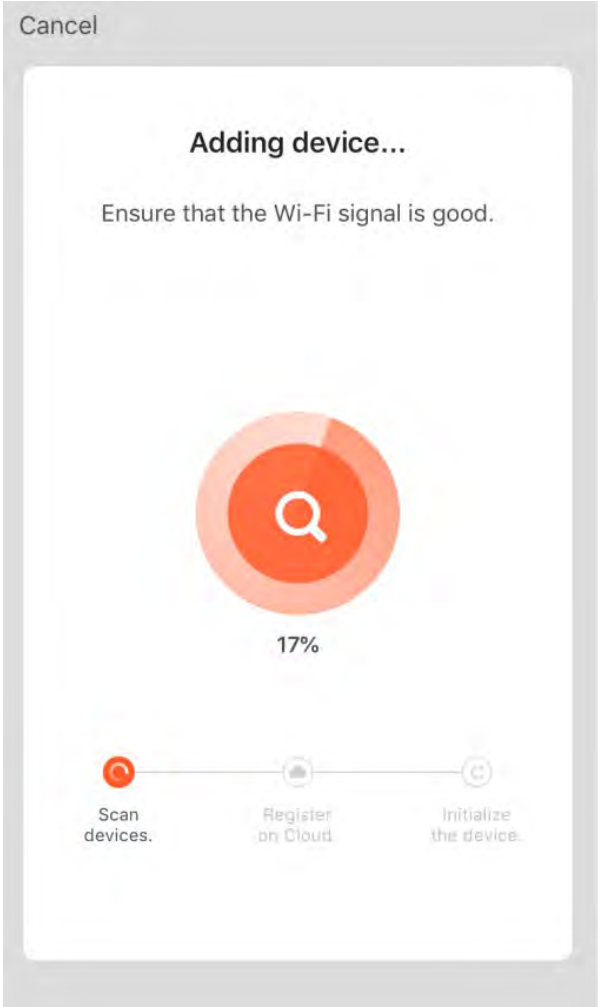 Cancel
Adding device...
Ensure that the Wi-Fi signal is good.
17%
Scan
devices.
Register
on Cloud
Initialize
the device.